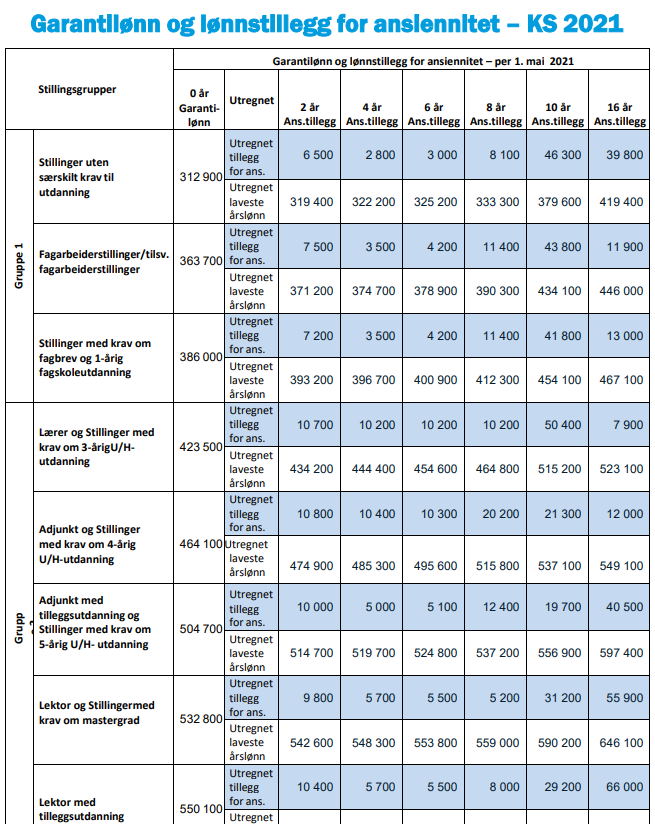 Garantilønn og lønnstillegg for ansiennitet – KS 2021
Stillingsgrupper
Garantilønn og lønnstillegg for ansiennitet – per 1. mai 2021
0 år Garanti-lønn Utregnet 2 år Ans.tillegg 4 år Ans.tillegg 6 år Ans.tillegg 8 år Ans.tillegg 10 år Ans.tillegg 16 år Ans.tillegg
Gruppe 1
Stillinger uten særskilt krav til utdanning
312 900
Utregnet tillegg for ans. 6 500 2 800 3 000 8 100 46 300 39 800
Utregnet laveste årslønn 319 400 322 200 325 200 333 300 379 600 419 400
Fagarbeiderstillinger/tilsv. fagarbeiderstillinger
363 700
Utregnet tillegg for ans. 7 500 3 500 4 200 11 400 43 800 11 900
Utregnet laveste årslønn 371 200 374 700 378 900 390 300 434 100 446 000
Stillinger med krav om fagbrev og 1-årig fagskoleutdanning
386 000
Utregnet tillegg for ans. 7 200 3 500 4 200 11 400 41 800 13 000
Utregnet laveste årslønn 393 200 396 700 400 900 412 300 454 100 467 100
Grupp
Lærer og Stillinger med krav om 3-årigU/H-utdanning
423 500
Utregnet tillegg for ans. 10 700 10 200 10 200 10 200 50 400 7 900
Utregnet laveste årslønn 434 200 444 400 454 600 464 800 515 200 523 100
Adjunkt og Stillinger med krav om 4-årig U/H-utdanning
464 100
Utregnet tillegg for ans. 10 800 10 400 10 300 20 200 21 300 12 000
Utregnet laveste årslønn 474 900 485 300 495 600 515 800 537 100 549 100
Adjunkt med tilleggsutdanning og Stillinger med krav om 5-årig U/H- utdanning
504 700
Utregnet tillegg for ans. 10 000 5 000 5 100 12 400 19 700 40 500
Utregnet laveste årslønn 514 700 519 700 524 800 537 200 556 900 597 400
Lektor og Stillingermed krav om mastergrad
532 800
Utregnet tillegg for ans. 9 800 5 700 5 500 5 200 31 200 55 900
Utregnet laveste årslønn 542 600 548 300 553 800 559 000 590 200 646 100
Lektor med tilleggsutdanning
550 100
Utregnet tillegg for ans. 10 400 5 700 5 500 8 000 29 200 66 000
Utregnet